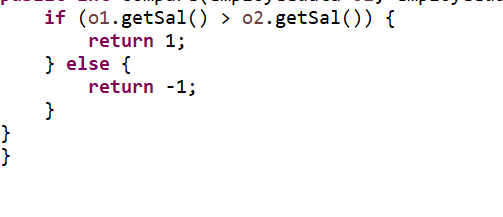 if (o1.getSal() > o2.getSal()) {
return 1;
} else {
return -1;
}
}
}